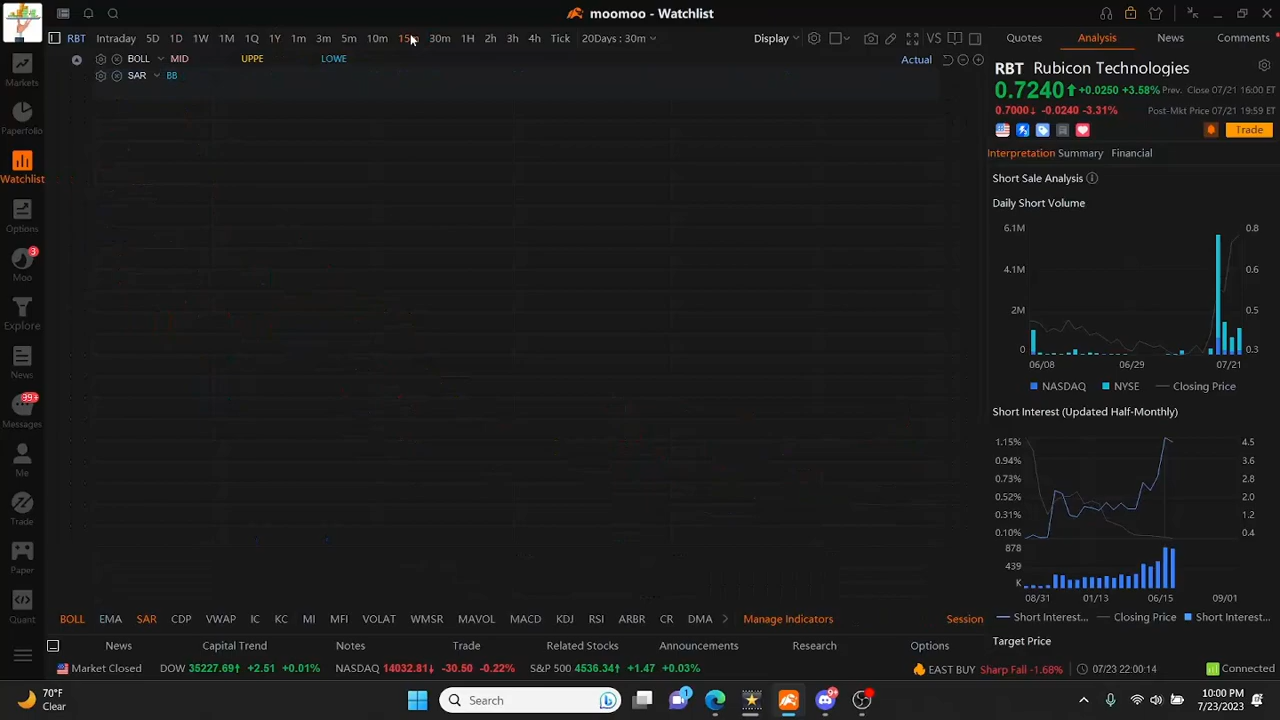 moomoo - Watchlist
RBT Intraday 5D 1D 1W 1M 1Q 1Y 1m 3m 5m 10m 15m 30m 1H 2h 3h 4h Tick 20Days : 30m Display VS
Quotes Analysis News Comments
BOLL MID UPPE LOWE Actual
SAR BB
RBT Rubicon Technologies
0.7240 +0.0250 +3.58% Prev. Close 07/21 16:00 ET
0.7000 -0.0240 -3.31% Post-Mkt Price 07/21 19:59 ET
Trade
Interpretation Summary Financial
Short Sale Analysis
Daily Short Volume
6.1M 0.8
4.1M 0.6
2M 0.5
0 0.3
06/08 06/29 07/21
NASDAQ NYSE Closing Price
Short Interest (Updated Half-Monthly)
1.15% 4.5
0.94% 3.6
0.73% 2.8
0.52% 2.0
0.31% 1.2
0.10% 0.4
878
439
K
08/31 01/13 06/15 09/01
Short Interest... Closing Price Short Interest...
Target Price
Markets
Paperfolio
Watchlist
Options
3
Moo
Explore
News
99+
Messages
Me
Trade
Paper
Quant
BOLL EMA SAR CDP VWAP IC KC MI MFI VOLAT WMSR MAVOL MACD KDJ RSI ARBR CR DMA Manage Indicators Session
News Capital Trend Notes Trade Related Stocks Announcements Research Options
Market Closed DOW 35227.69 +2.51 +0.01% NASDAQ 14032.81 -30.50 -0.22% S&P 500 4536.34 +1.47 +0.03% EAST BUY Sharp Fall -1.68% 07/23 22:00:14 Connected
70°F
Clear
Search
10:00 PM
7/23/2023